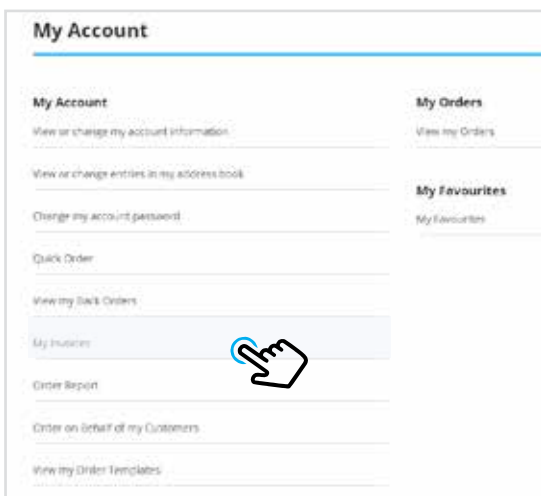 My Account
My Account
View or change my account information
View or change entries in my address book
Change my account password
Quick Order
View my Back Orders
My Invoices
Order Report
Order on Behalf of my Customers
View my Order Templates
My Orders
View my Orders
My Favourites
My Favourites